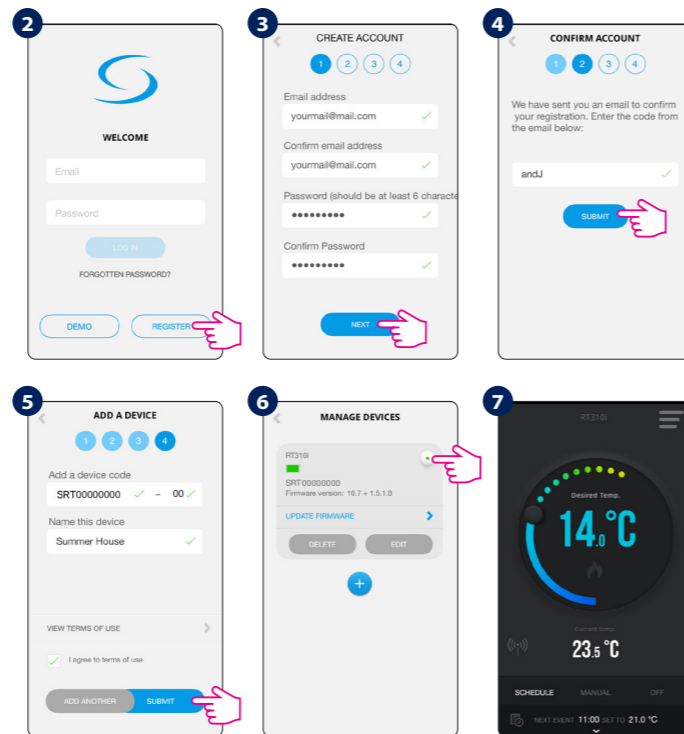 2
WELCOME
Email
Password
LOG IN
FORGOTTEN PASSWORD?
DEMO
REGISTER
3
CREATE ACCOUNT
1 2 3 4
Email address
yourmail@mail.com
Confirm email address
yourmail@mail.com
Password (should be at least 6 characte
Confirm Password
NEXT
4
CONFIRM ACCOUNT
1 2 3 4
We have sent you an email to confirm
your registration. Enter the code from
the email below:
andJ
SUBMIT
5
ADD A DEVICE
1 2 3 4
Add a device code
SRT00000000 – 00
Name this device
Summer House
VIEW TERMS OF USE
I agree to terms of use
ADD ANOTHER
SUBMIT
6
MANAGE DEVICES
RT310i
SRT00000000
Firmware version: 10.7 + 1.5.1.8
UPDATE FIRMWARE
DELETE
EDIT
+
7
RT310i
Desired Temp.
14.0 °C
Current temp.
23.5 °C
SCHEDULE MANUAL OFF
NEXT EVENT 11:00 SET TO 21.0 °C